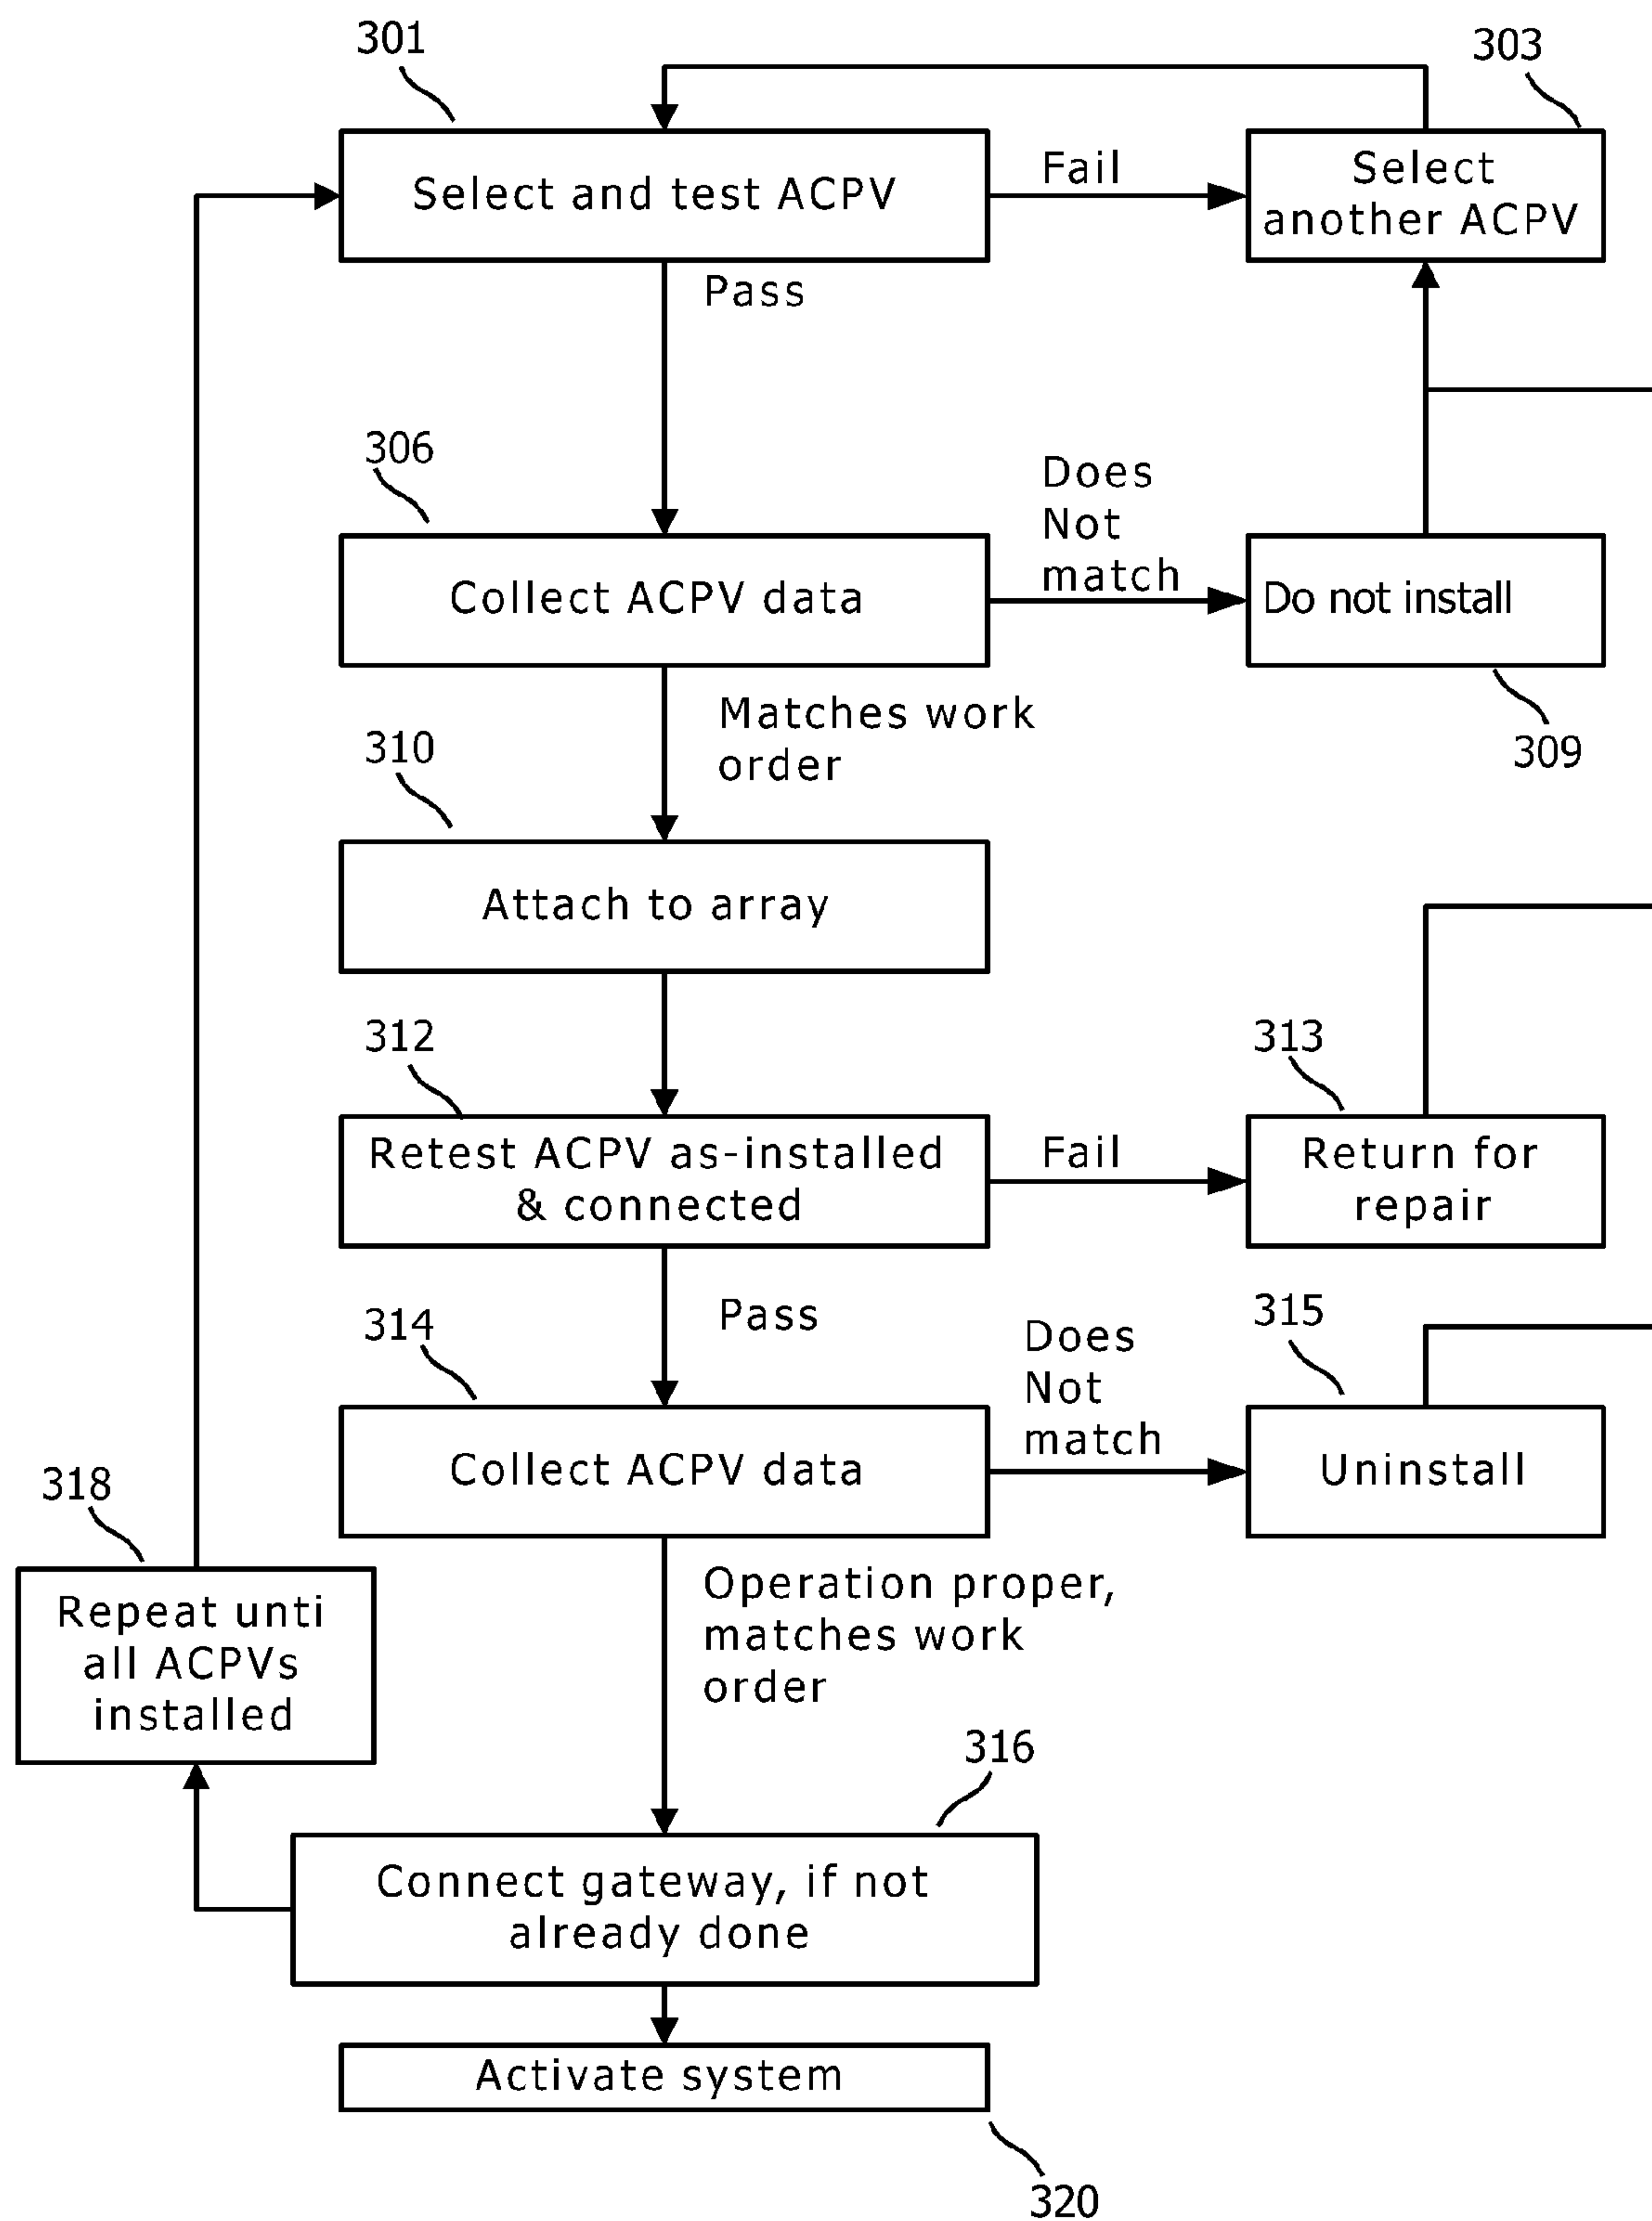 301
303
Select and test ACPV
Fail
Select
another ACPV
Pass
306
Does
Not
match
Collect ACPV data
Do not install
309
Matches work
order
310
Attach to array
312
313
Retest ACPV as-installed
& connected
Fail
Return for
repair
Pass
314
315
Does
Not
match
Collect ACPV data
Uninstall
318
Repeat unti
all ACPVs
installed
Operation proper,
matches work
order
316
Connect gateway, if not
already done
Activate system
320